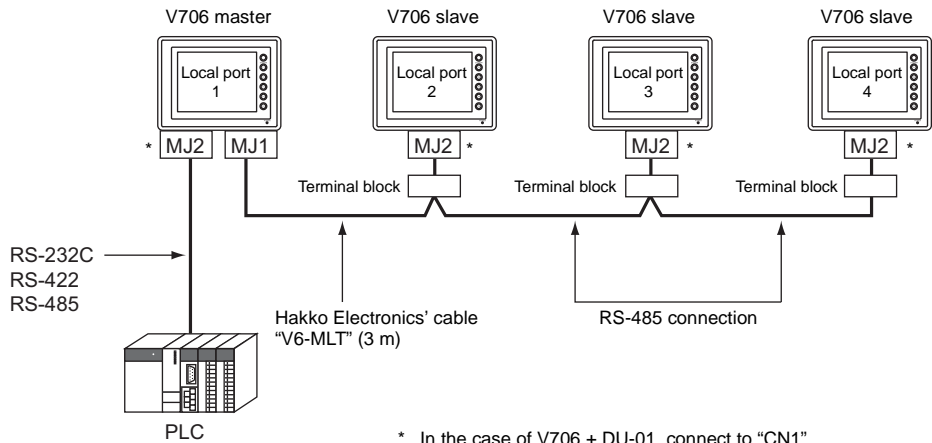 V706 master
V706 slave
V706 slave
V706 slave
Local port
1
Local port
2
Local port
3
Local port
4
* MJ2
MJ1
MJ2 *
MJ2 *
MJ2 *
Terminal block
Terminal block
Terminal block
RS-232C
RS-422
RS-485
Hakko Electronics’ cable
“V6-MLT” (3 m)
RS-485 connection
PLC
* In the case of V706 + DU-01, connect to “CN1”